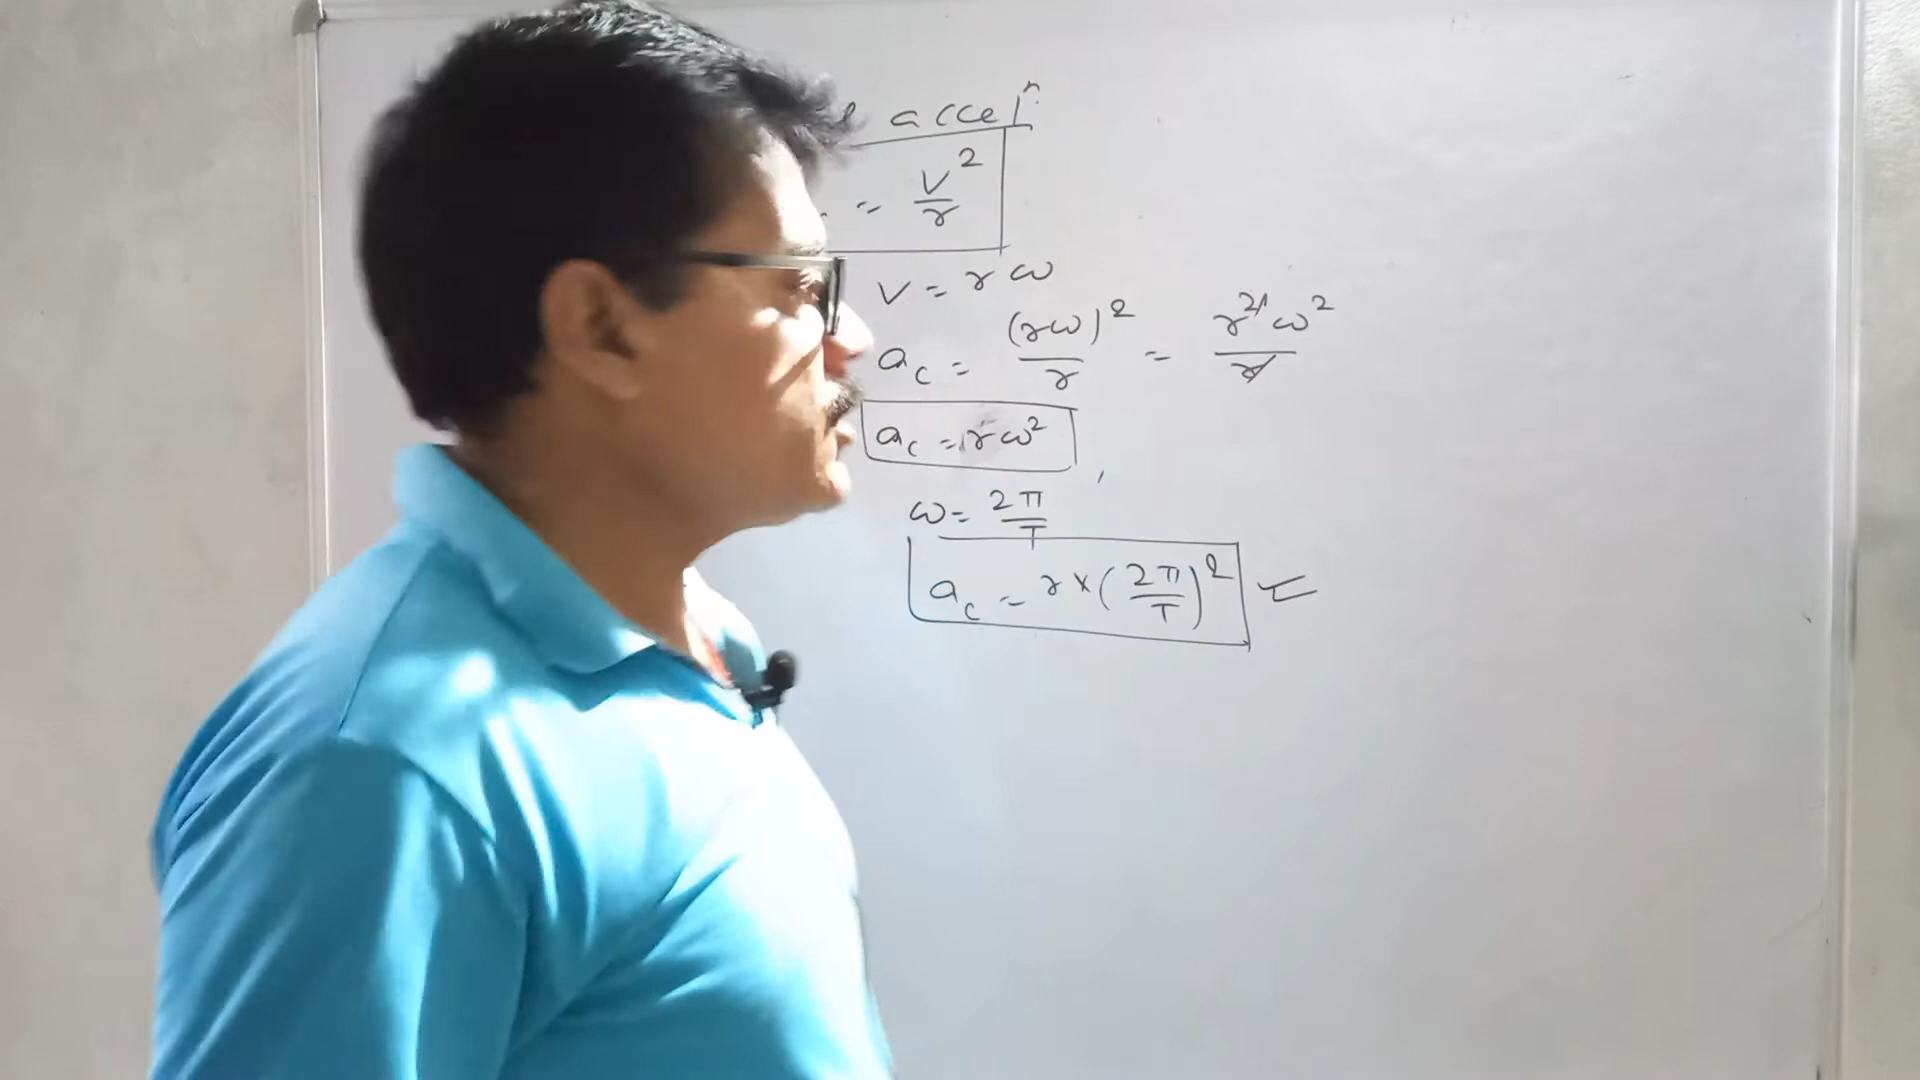 accelⁿ.
= v²/r
v = rω
a_c = (rω)²/r = r²ω²/r
a_c = rω²
ω = 2π/T
a_c = r × (2π/T)²